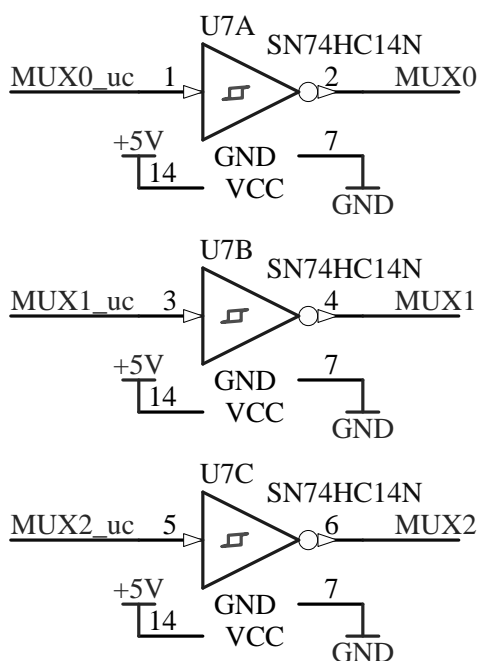 U7A
SN74HC14N
MUX0_uc 1 2 MUX0
+5V GND 7
14 VCC
GND
U7B
SN74HC14N
MUX1_uc 3 4 MUX1
+5V GND 7
14 VCC
GND
U7C
SN74HC14N
MUX2_uc 5 6 MUX2
+5V GND 7
14 VCC
GND